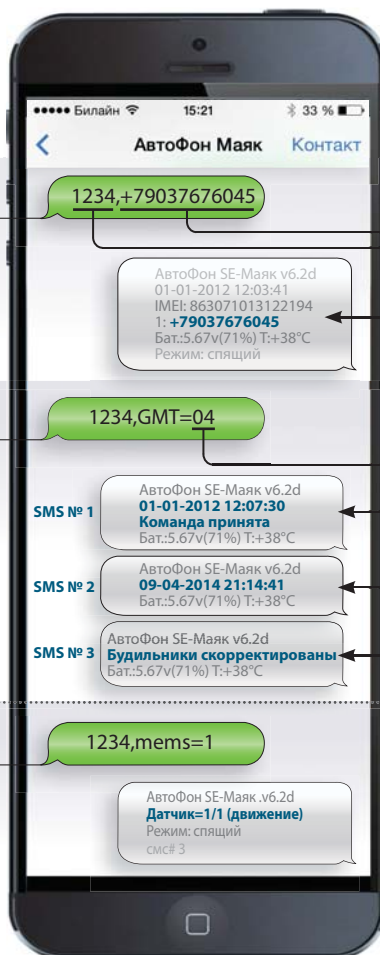 ●●●●● Билайн 15:21 33 %
АвтоФон Маяк Контакт
1234,+79037676045
АвтоФон SE-Маяк v6.2d
01-01-2012 12:03:41
IMEI: 863071013122194
1: +79037676045
Бат.:5.67v(71%) T:+38°C
Режим: спящий
1234,GMT=04
SMS № 1
АвтоФон SE-Маяк v6.2d
01-01-2012 12:07:30
Команда принята
Бат.:5.67v(71%) T:+38°C
SMS № 2
АвтоФон SE-Маяк v6.2d
09-04-2014 21:14:41
Бат.:5.67v(71%) T:+38°C
SMS № 3
АвтоФон SE-Маяк v6.2d
Будильники скорректированы
Бат.:5.67v(71%) T:+38°C
1234,mems=1
АвтоФон SE-Маяк .v6.2d
Датчик=1/1 (движение)
Режим: спящий
смс# 3